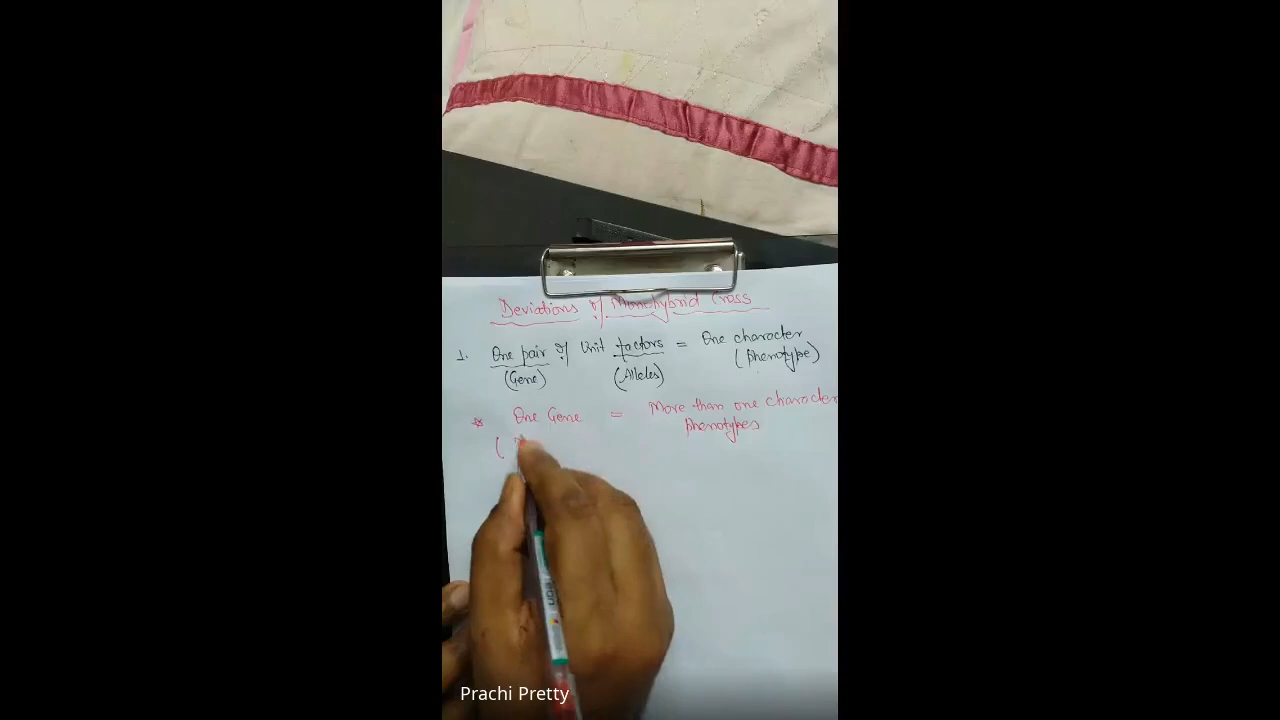 Deviations of Monohybrid Cross
1. One pair of Unit factors = One character
(Gene) (Alleles) (phenotype)
* One Gene = More than one character
phenotypes
(
Prachi Pretty